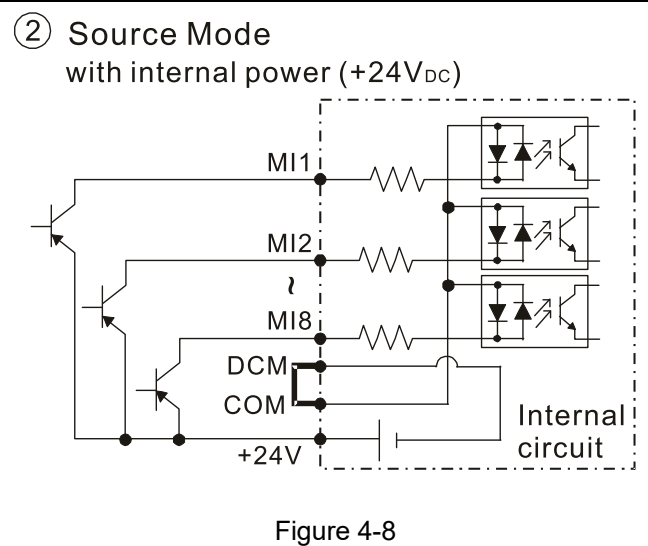 ② Source Mode
with internal power (+24VDC)
MI1
MI2
~
MI8
DCM
COM
+24V
Internal
circuit
Figure 4-8